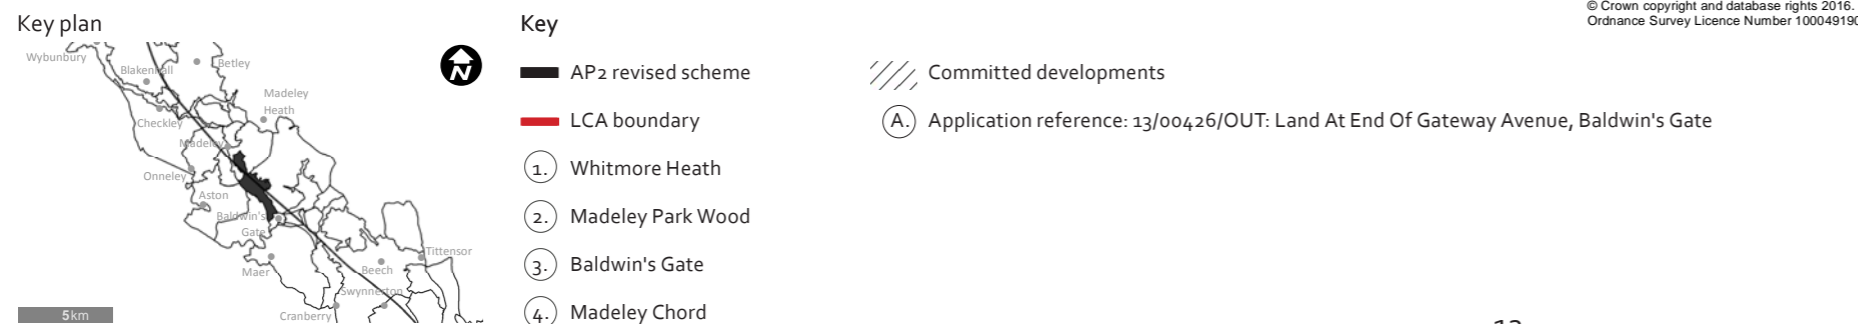 © Crown copyright and database rights 2016.
Ordnance Survey Licence Number 10004919
Key plan
Wybunbury
Blakenhall
Betley
Madeley
Heath
Checkley
Madeley
Onneley
Aston
Baldwin's
Gate
Maer
Beech
Tittensor
Swynnerton
Cranberry
5km
N
Key
AP2 revised scheme
LCA boundary
1. Whitmore Heath
2. Madeley Park Wood
3. Baldwin's Gate
4. Madeley Chord
Committed developments
A. Application reference: 13/00426/OUT: Land At End Of Gateway Avenue, Baldwin's Gate